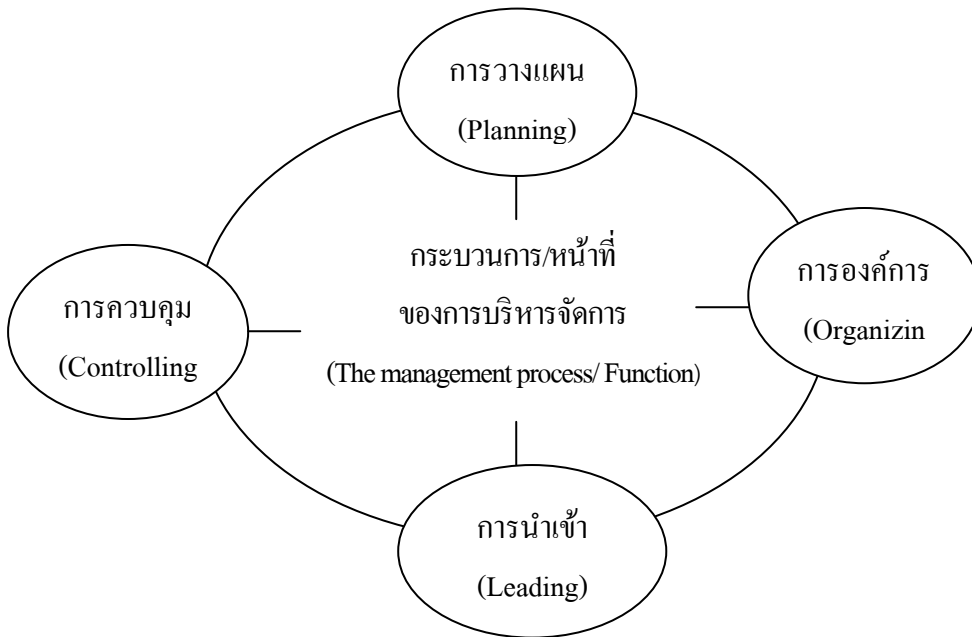 การวางแผน
(Planning)
กระบวนการ/หน้าที่
ของการบริหารจัดการ
(The management process/ Function)
การองค์การ
(Organizin
การควบคุม
(Controlling
การนำเข้า
(Leading)